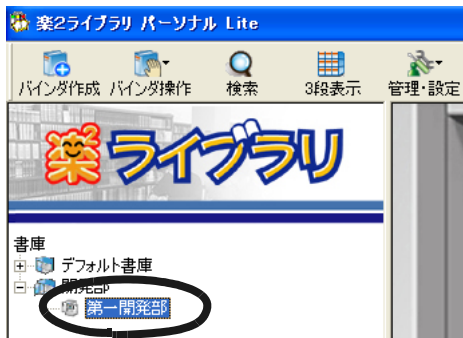 楽2ライブラリ パーソナル Lite
バインダ作成 バインダ操作 検索 3段表示 管理・設定
楽2ライブラリ
書庫
デフォルト書庫
開発部
第一開発部